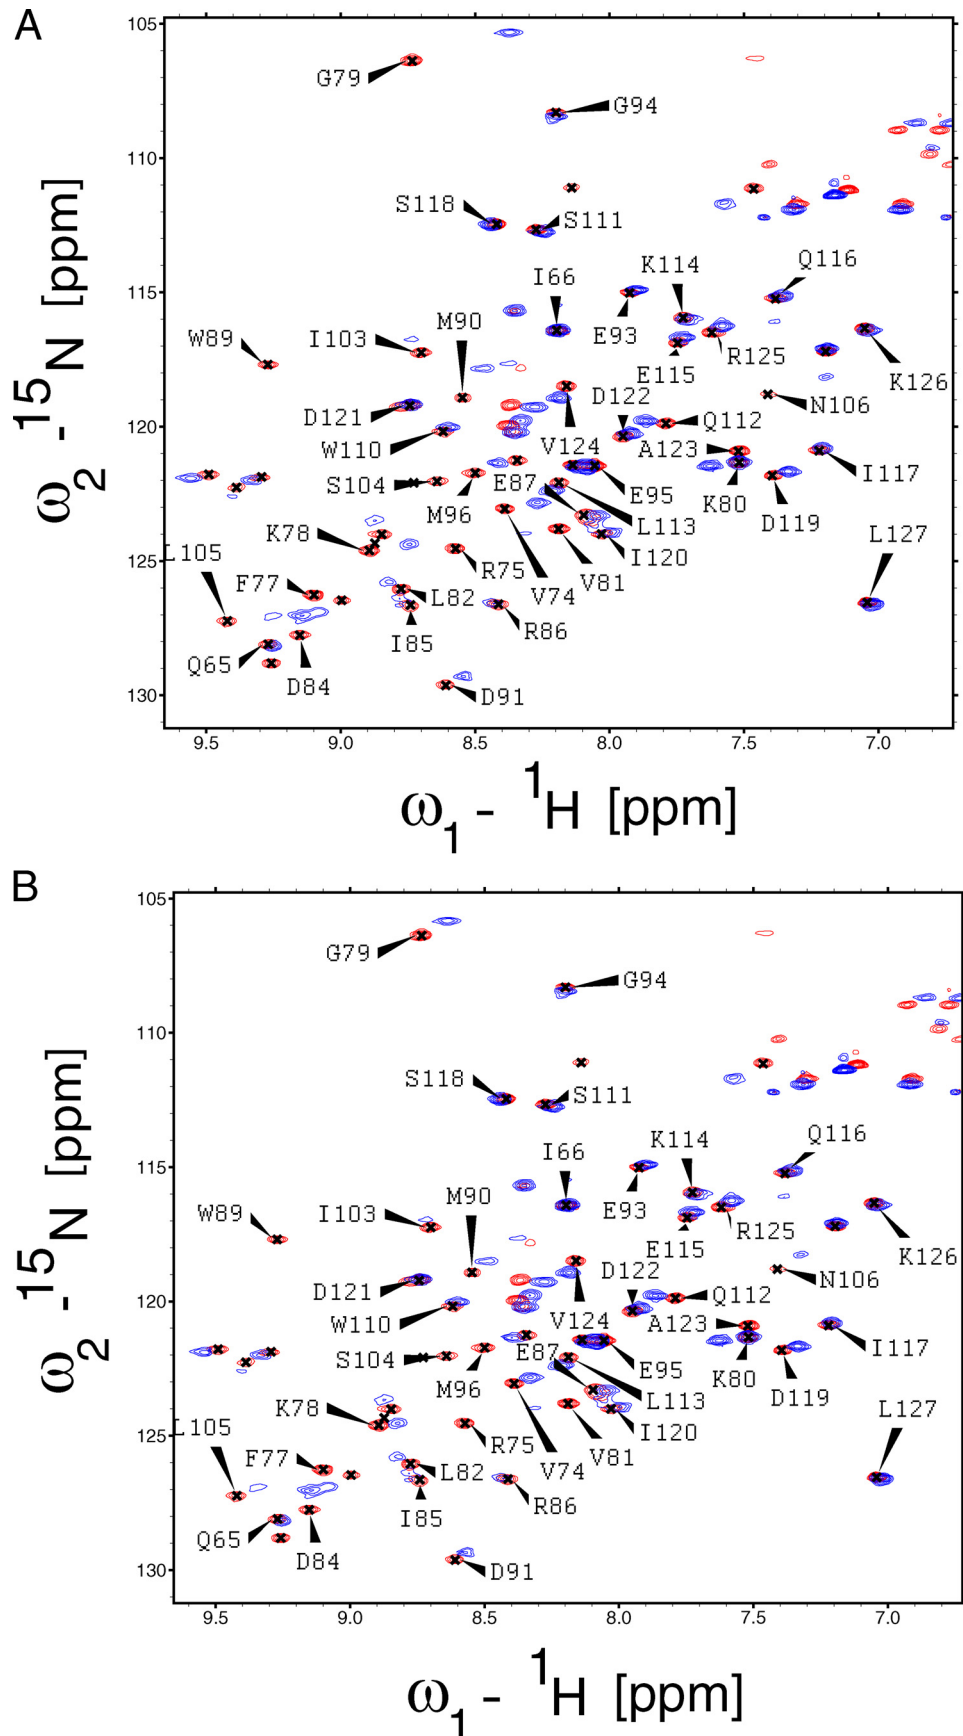 A
105
G79
G94
110
S118
S111
ω2 -15N [ppm]
115
K114
Q116
I66
M90
I103
W89
E93
R125
E115
K126
D122
N106
120
D121
Q112
W110
V124
A123
I117
S104
E87
E95
K80
M96
L113
D119
K78
I120
L127
L105
125
R75
V81
F77
L82
V74
I85
R86
Q65
D84
130
D91
9.5 9.0 8.5 8.0 7.5 7.0
ω1 - 1H [ppm]
B
105
G79
G94
110
S118
S111
ω2 -15N [ppm]
115
K114
Q116
I66
M90
W89
I103
E93
R125
E115
K126
D122
N106
D121
Q112
120
W110
V124
A123
I117
S104
E87
E95
K80
M96
L113
D119
K78
I120
L127
L105
125
R75
V81
F77
L82
V74
I85
R86
Q65
D84
130
D91
9.5 9.0 8.5 8.0 7.5 7.0
ω1 - 1H [ppm]